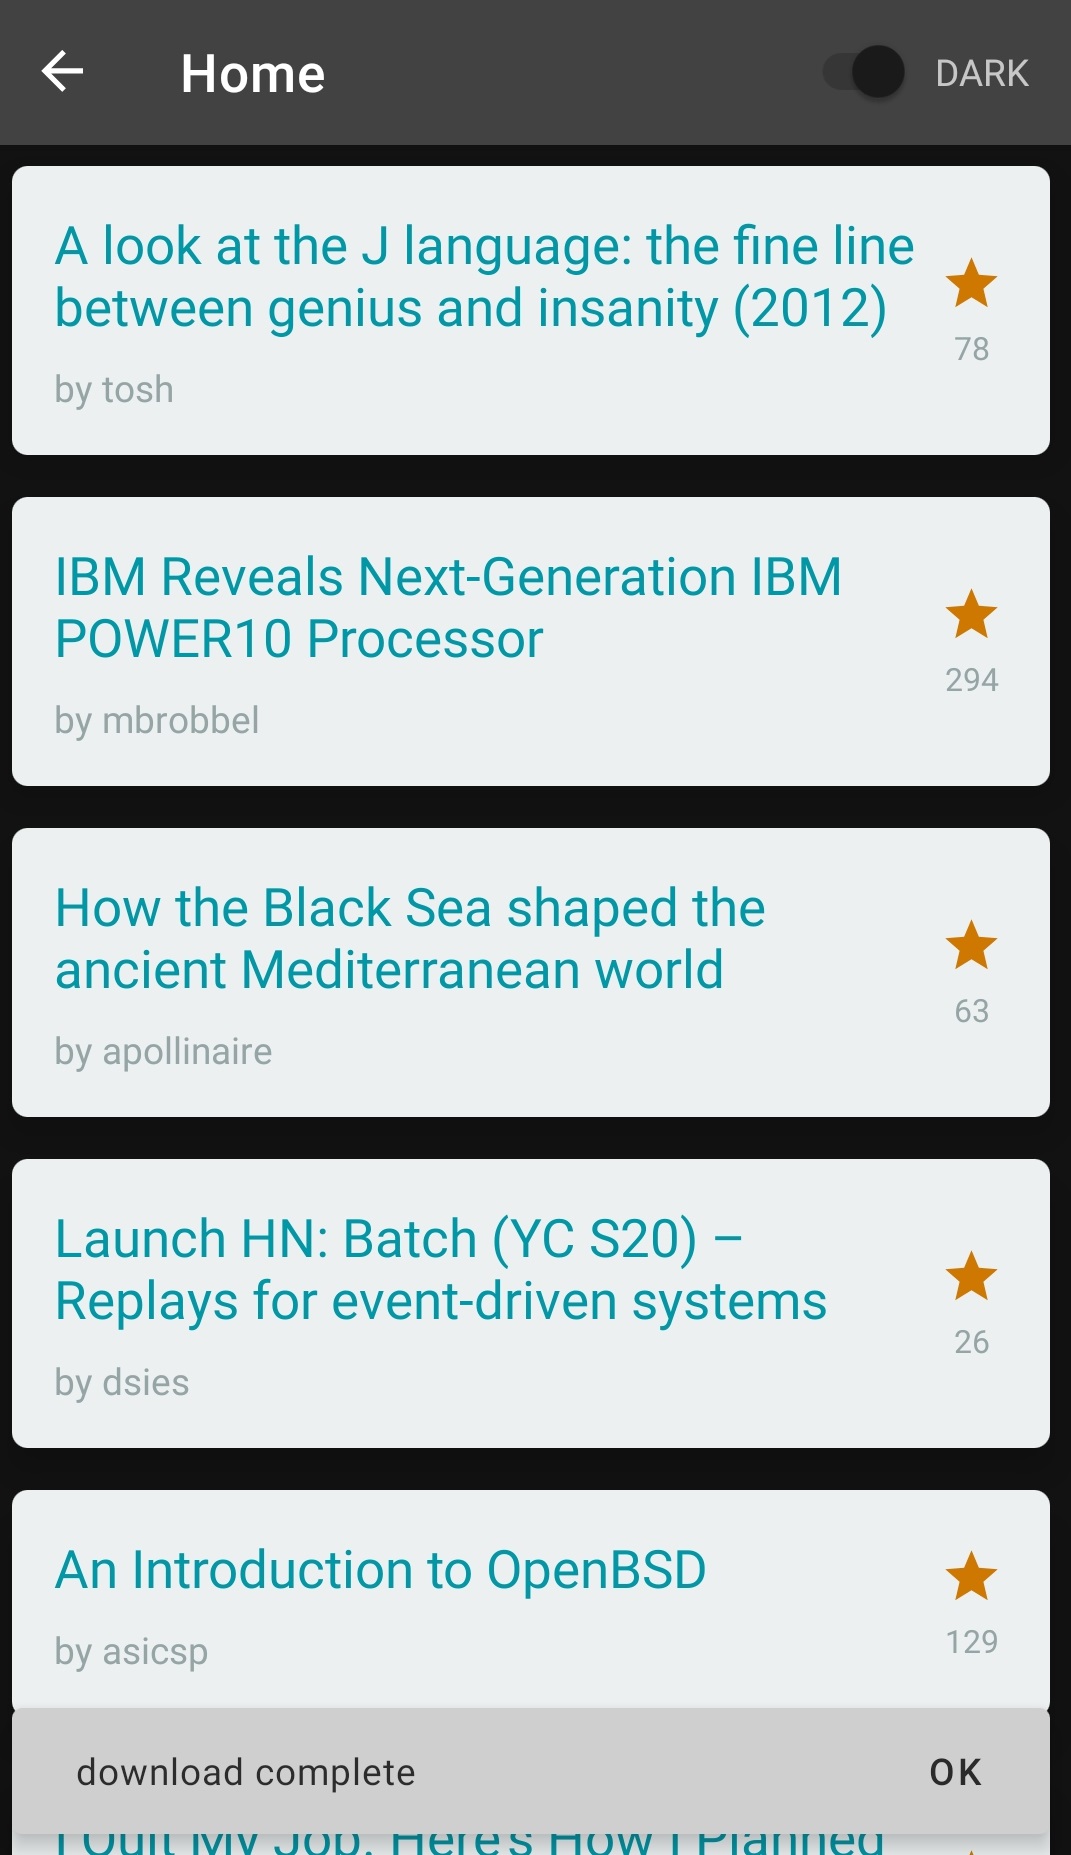 Home
DARK
A look at the J language: the fine line
between genius and insanity (2012)
78
by tosh
IBM Reveals Next-Generation IBM
POWER10 Processor
294
by mbrobbel
How the Black Sea shaped the
ancient Mediterranean world
63
by apollinaire
Launch HN: Batch (YC S20) –
Replays for event-driven systems
26
by dsies
An Introduction to OpenBSD
129
by asicsp
download complete
OK
I Quit My Job. Here's How I Planned